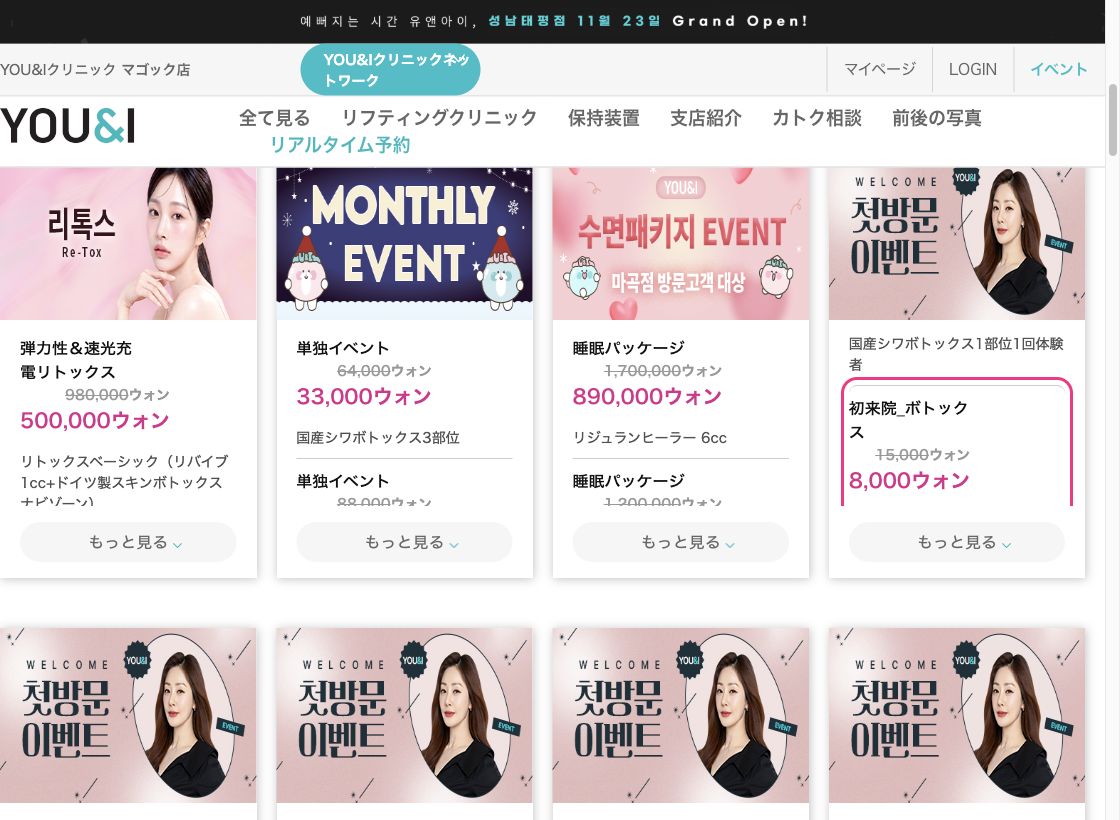 예뻐지는 시간 유앤아이, 성남태평점 11월 23일 Grand Open!
YOU&Iクリニック マゴック店
YOU&Iクリニックネットワーク
マイページ
LOGIN
イベント
YOU&I
全て見る
リフティングクリニック
保持装置
支店紹介
カトク相談
前後の写真
リアルタイム予約
리톡스
Re-Tox
弾力性＆速光充
電リトックス
980,000ウォン
500,000ウォン
リトックスベーシック（リバイブ
1cc+ドイツ製スキンボトックス
ナビゾーン）
もっと見る
MONTHLY
EVENT
単独イベント
64,000ウォン
33,000ウォン
国産シワボトックス3部位
単独イベント
88,000ウォン
もっと見る
YOU&I
수면패키지 EVENT
마곡점 방문고객 대상
睡眠パッケージ
1,700,000ウォン
890,000ウォン
リジュランヒーラー 6cc
睡眠パッケージ
1,200,000ウォン
もっと見る
WELCOME
YOU&I
첫방문
이벤트
EVENT
国産シワボトックス1部位1回体験
者
初来院_ボトック
ス
15,000ウォン
8,000ウォン
もっと見る
WELCOME
YOU&I
첫방문
이벤트
EVENT
WELCOME
YOU&I
첫방문
이벤트
EVENT
WELCOME
YOU&I
첫방문
이벤트
EVENT
WELCOME
YOU&I
첫방문
이벤트
EVENT